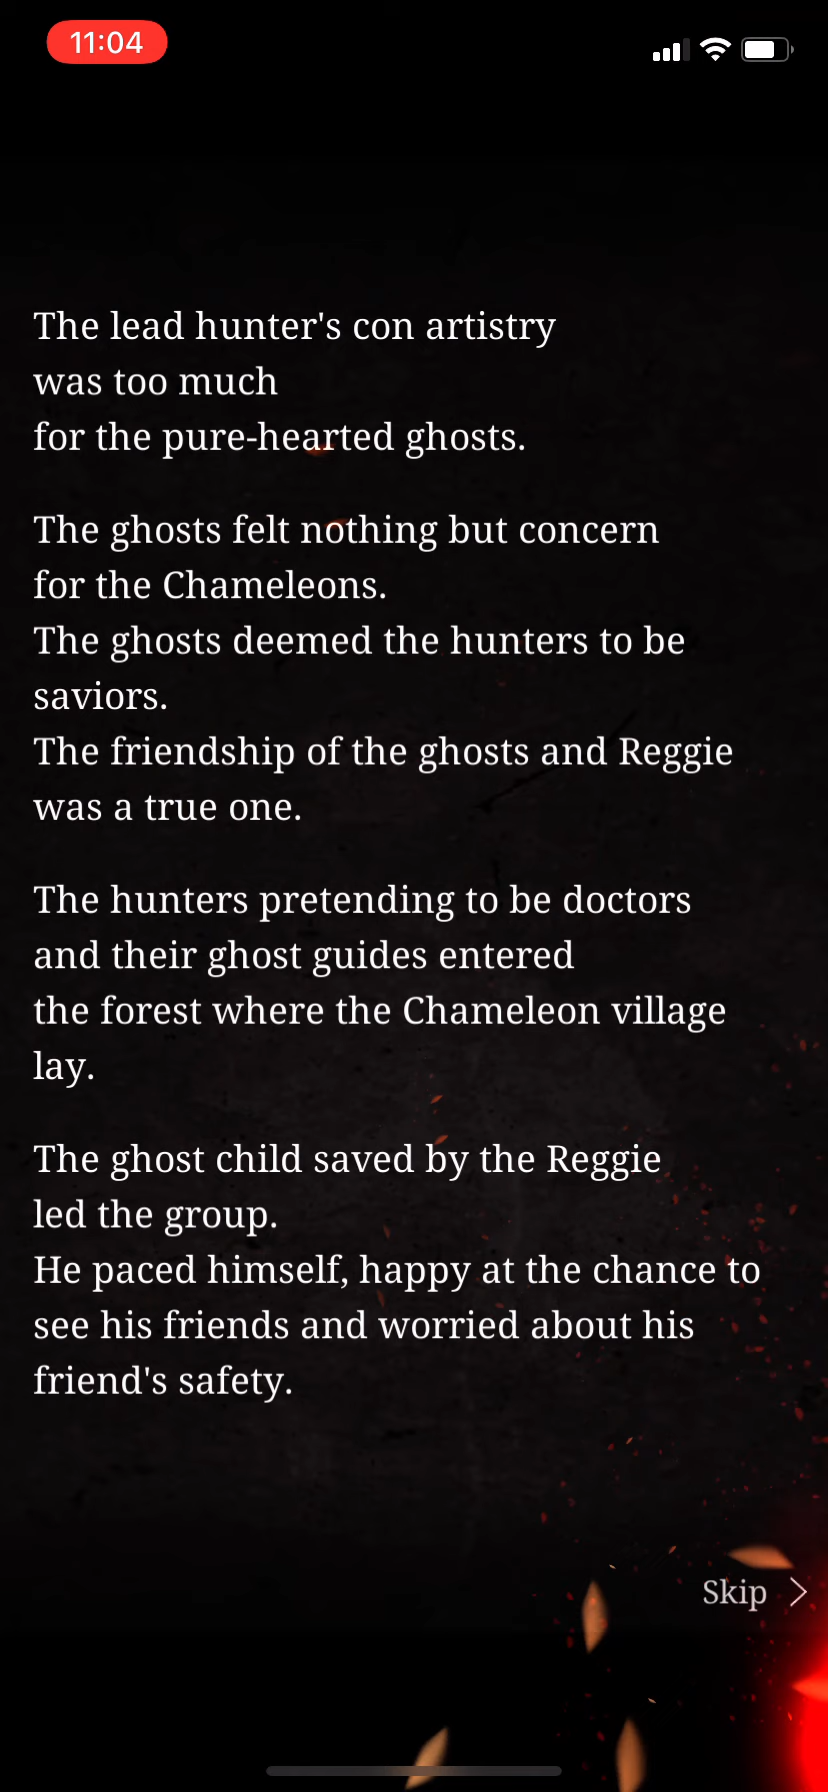 11:04
The lead hunter's con artistry
was too much
for the pure-hearted ghosts.
The ghosts felt nothing but concern
for the Chameleons.
The ghosts deemed the hunters to be
saviors.
The friendship of the ghosts and Reggie
was a true one.
The hunters pretending to be doctors
and their ghost guides entered
the forest where the Chameleon village
lay.
The ghost child saved by the Reggie
led the group.
He paced himself, happy at the chance to
see his friends and worried about his
friend's safety.
Skip